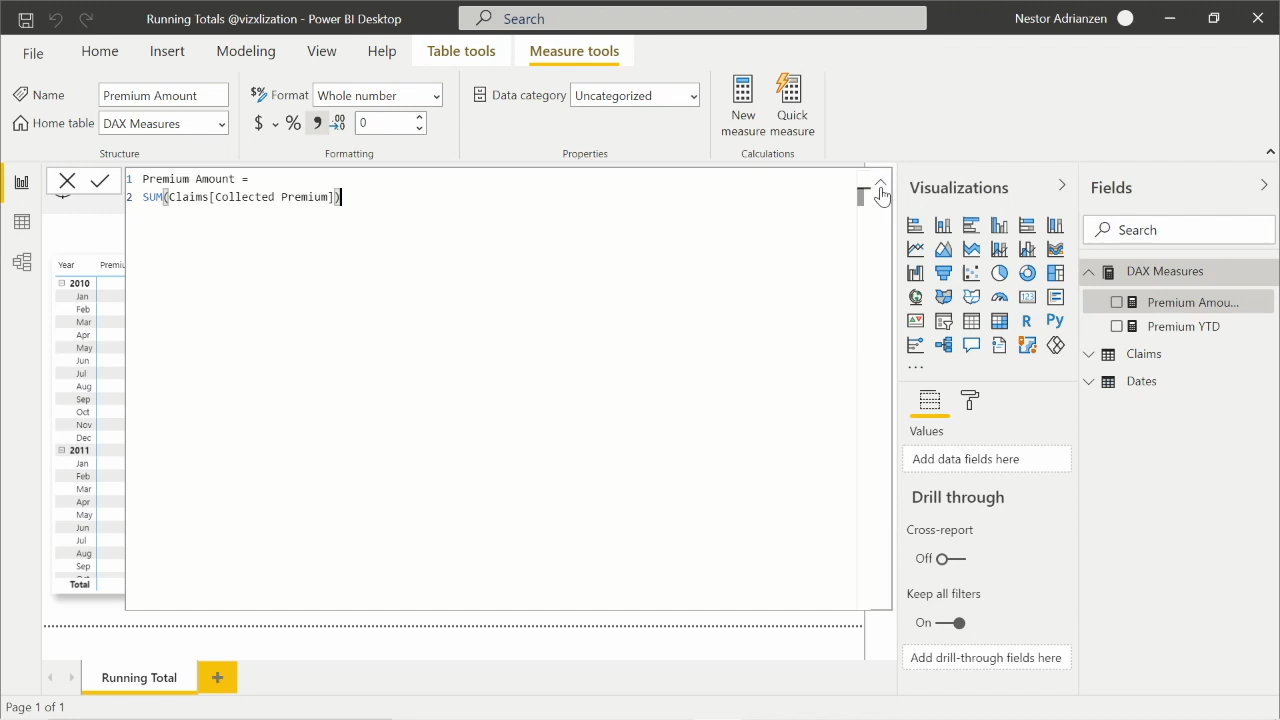 Running Totals @vizxlization - Power BI Desktop
Search
Nestor Adrianzen
File
Home
Insert
Modeling
View
Help
Table tools
Measure tools
Name
Premium Amount
Home table
DAX Measures
Structure
$% Format
Whole number
$
%
,
.00
0
Formatting
Data category
Uncategorized
Properties
New measure
Quick measure
Calculations
1 Premium Amount =
2 SUM(Claims[Collected Premium])
Year
2010
Jan
Feb
Mar
Apr
May
Jun
Jul
Aug
Sep
Oct
Nov
Dec
2011
Jan
Feb
Mar
Apr
May
Jun
Jul
Aug
Sep
Total
Visualizations
123
R
Py
...
Values
Add data fields here
Drill through
Cross-report
Off
Keep all filters
On
Add drill-through fields here
Fields
Search
DAX Measures
Premium Amou...
Premium YTD
Claims
Dates
Running Total
+
Page 1 of 1